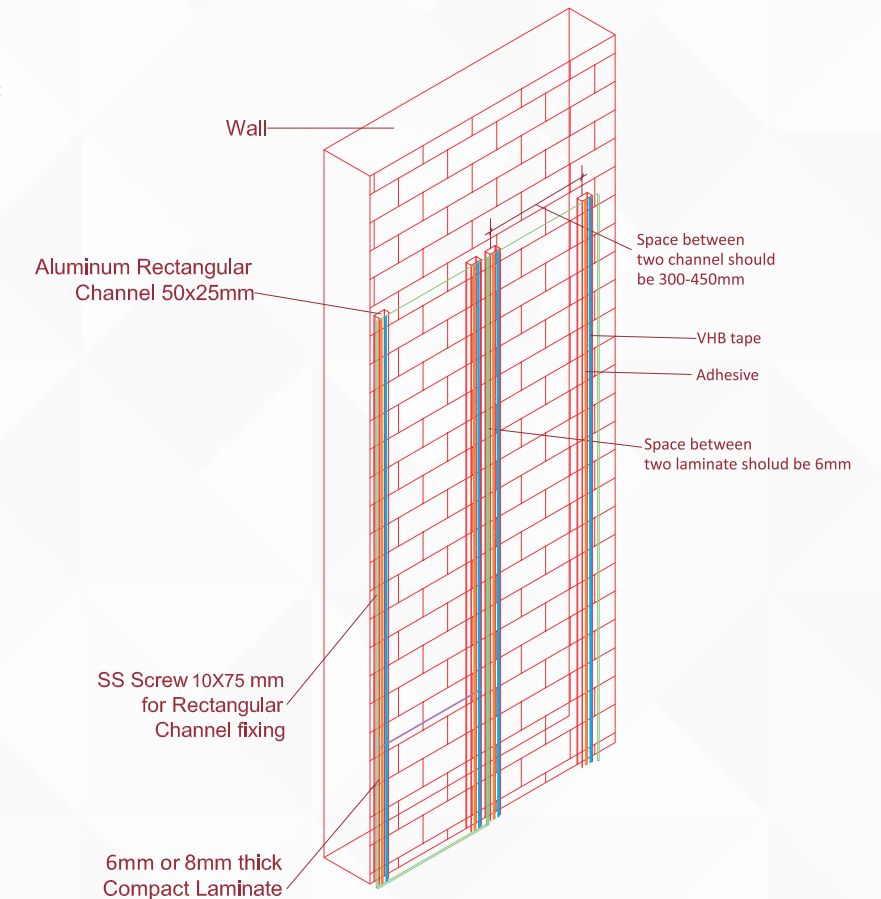 Wall
Space between
two channel should
be 300-450mm
Aluminum Rectangular
Channel 50x25mm
VHB tape
Adhesive
Space between
two laminate sholud be 6mm
SS Screw 10X75 mm
for Rectangular
Channel fixing
6mm or 8mm thick
Compact Laminate